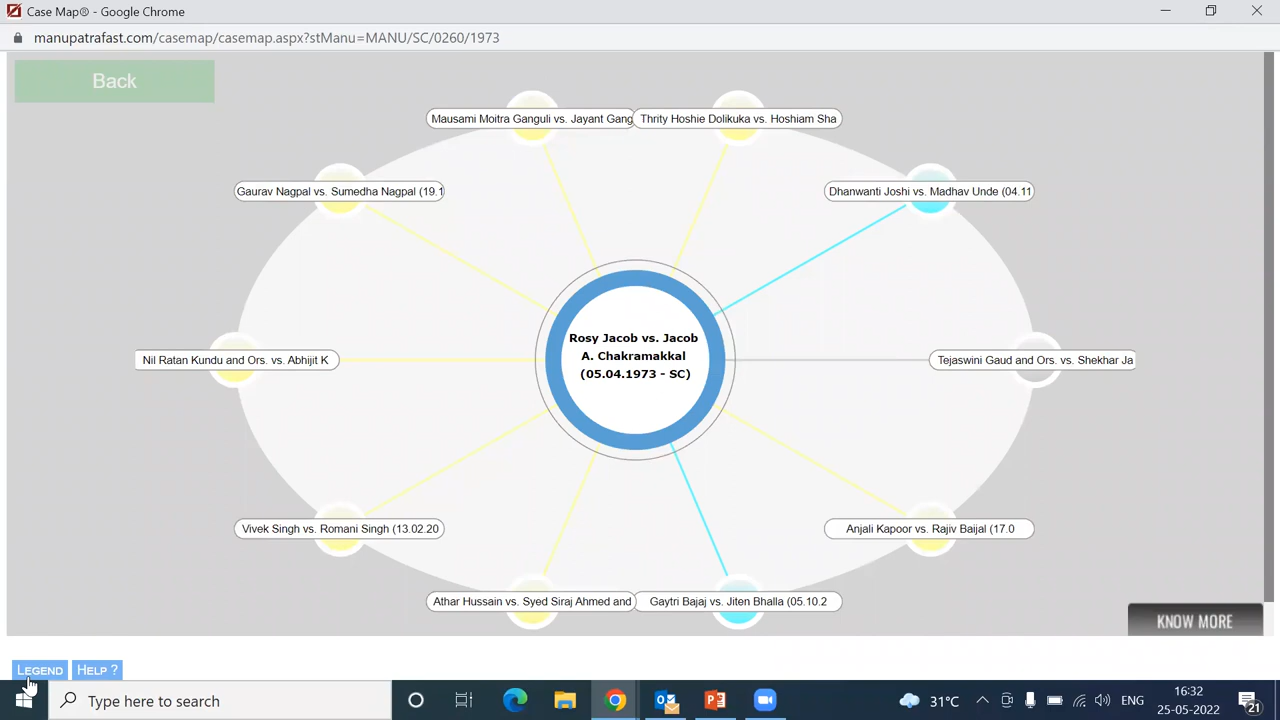 Case Map® - Google Chrome
manupatrafast.com/casemap/casemap.aspx?stManu=MANU/SC/0260/1973
Back
Mausami Moitra Ganguli vs. Jayant Gang
Thrity Hoshie Dolikuka vs. Hoshiam Sha
Gaurav Nagpal vs. Sumedha Nagpal (19.1
Dhanwanti Joshi vs. Madhav Unde (04.11
Rosy Jacob vs. Jacob
A. Chakramakkal
(05.04.1973 - SC)
Nil Ratan Kundu and Ors. vs. Abhijit K
Tejaswini Gaud and Ors. vs. Shekhar Ja
Vivek Singh vs. Romani Singh (13.02.20
Anjali Kapoor vs. Rajiv Baijal (17.0
Athar Hussain vs. Syed Siraj Ahmed and
Gaytri Bajaj vs. Jiten Bhalla (05.10.2
KNOW MORE
LEGEND
HELP ?
Type here to search
31°C
ENG
16:32
25-05-2022
21